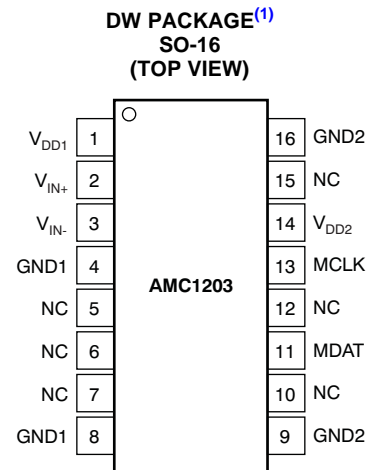 DW PACKAGE(1)
SO-16
(TOP VIEW)
VDD1 1 16 GND2
VIN+ 2 15 NC
VIN- 3 14 VDD2
GND1 4 13 MCLK
AMC1203
NC 5 12 NC
NC 6 11 MDAT
NC 7 10 NC
GND1 8 9 GND2